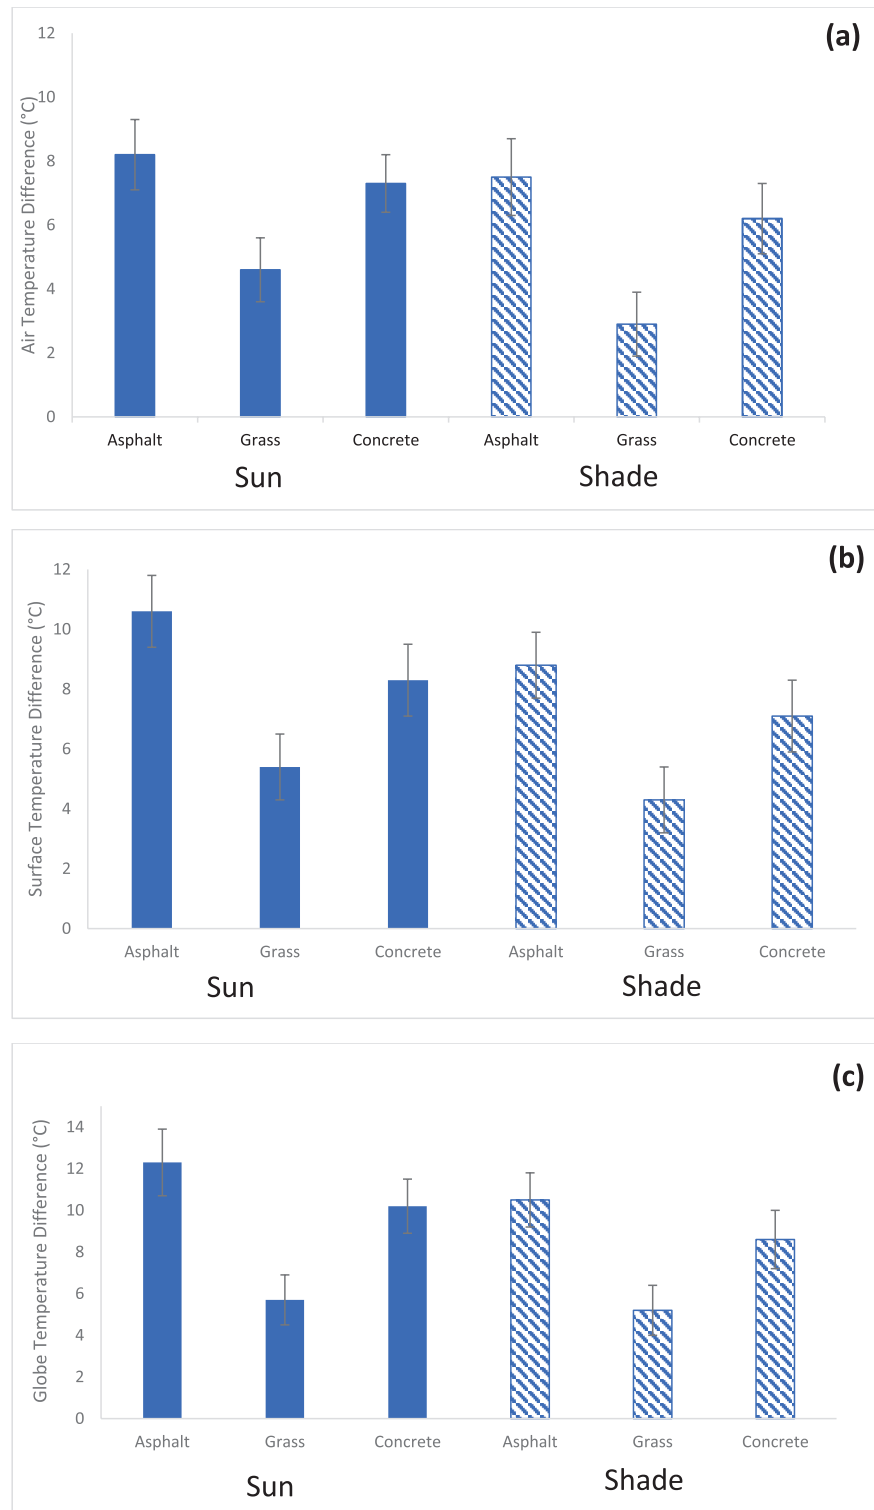 (a)
Air Temperature Difference (°C)
12
10
8
6
4
2
0
Asphalt Grass Concrete Asphalt Grass Concrete
Sun Shade
(b)
Surface Temperature Difference (°C)
12
10
8
6
4
2
0
Asphalt Grass Concrete Asphalt Grass Concrete
Sun Shade
(c)
Globe Temperature Difference (°C)
14
12
10
8
6
4
2
0
Asphalt Grass Concrete Asphalt Grass Concrete
Sun Shade